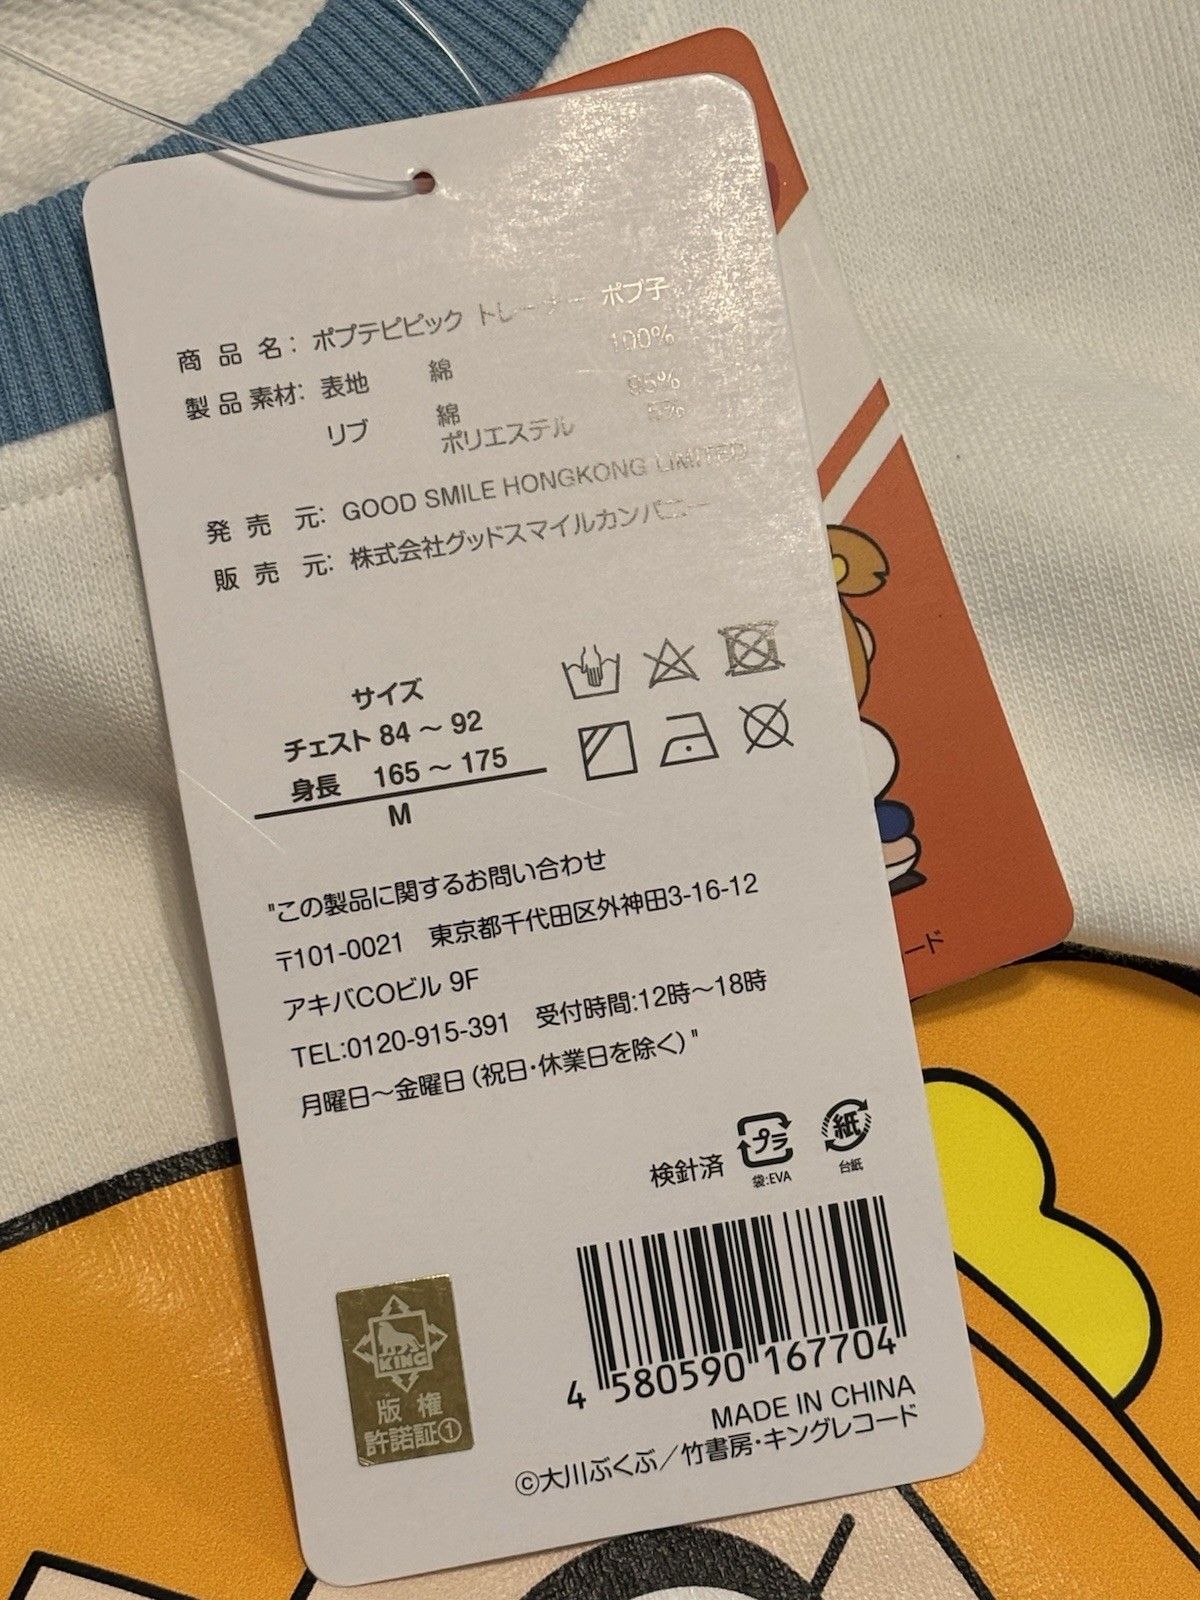 商品名: ポプテピピック トレーナー ポプ子
製品素材: 表地 綿 100%
リブ 綿 95%
ポリエステル 5%
発売元: GOOD SMILE HONGKONG LIMITED
販売元: 株式会社グッドスマイルカンパニー
サイズ
チェスト 84～92
身長 165～175
M
"この製品に関するお問い合わせ
〒101-0021 東京都千代田区外神田3-16-12
アキバCOビル 9F
TEL:0120-915-391 受付時間:12時～18時
月曜日～金曜日（祝日・休業日を除く）"
検針済
プラ
袋:EVA
紙
台紙
4 580590 167704
MADE IN CHINA
©大川ぶくぶ／竹書房・キングレコード
KING
版権
許諾証①
ード